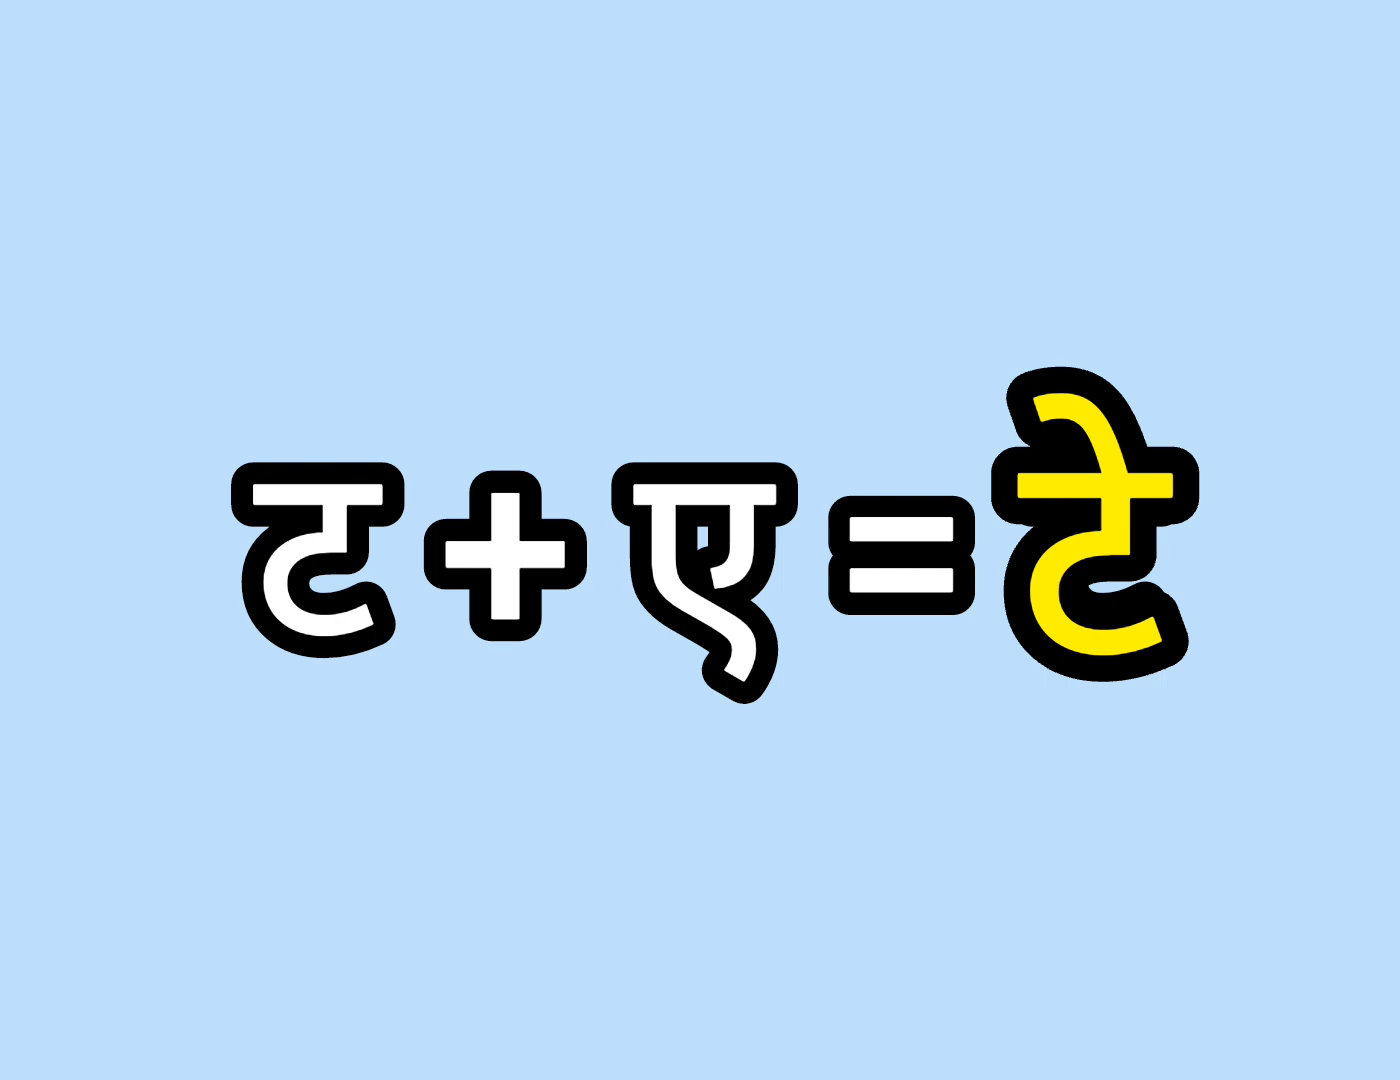 ट + ए = टे